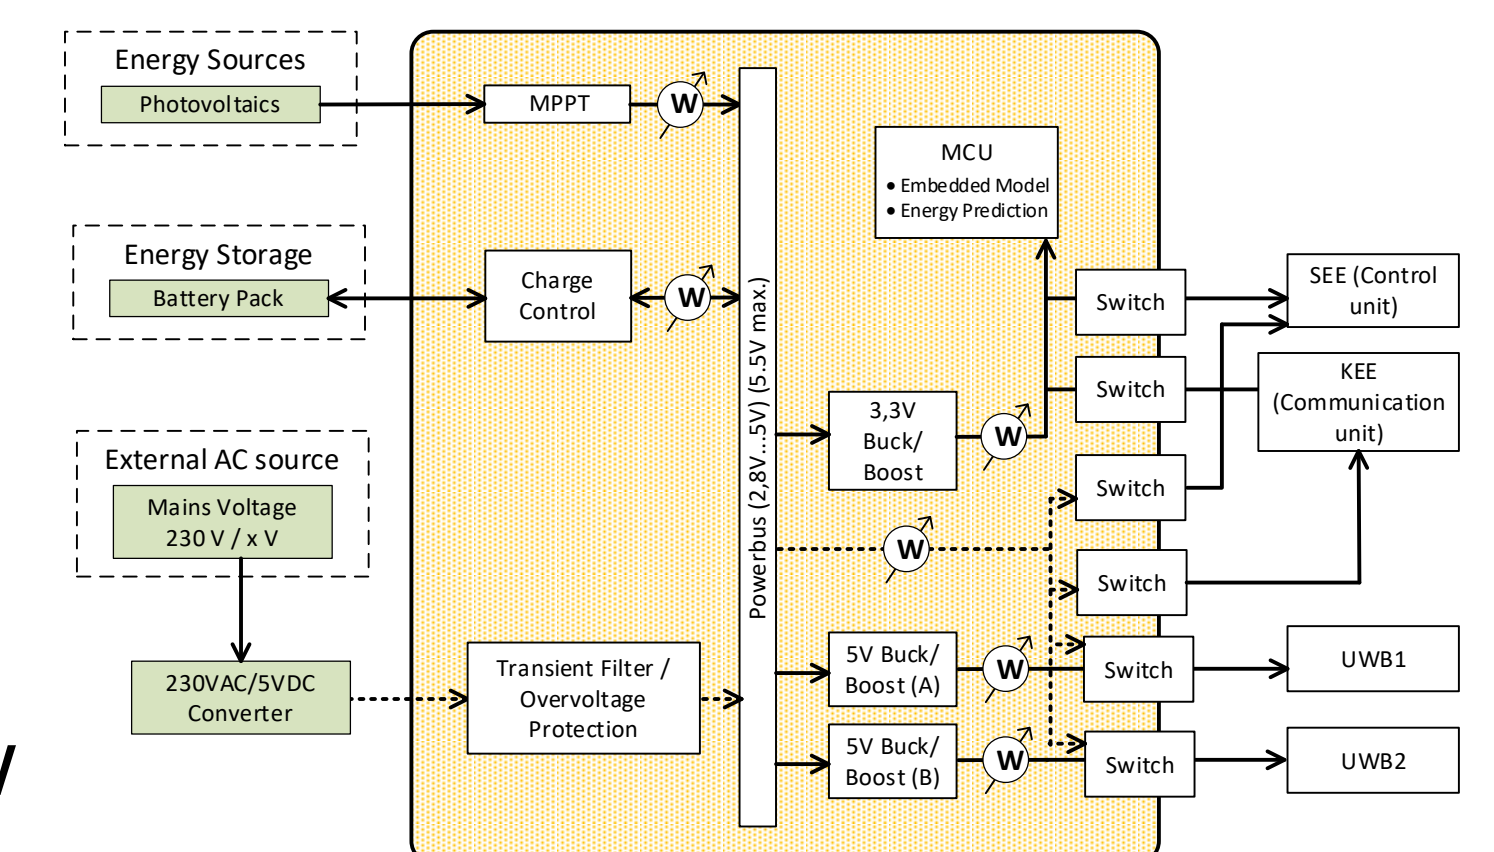 Energy Sources
Photovoltaics
MPPT
W
MCU
• Embedded Model
• Energy Prediction
Energy Storage
Battery Pack
Charge
Control
W
Powerbus (2,8V...5V) (5.5V max.)
Switch
SEE (Control
unit)
Switch
KEE
(Communication
unit)
3,3V
Buck/
Boost
W
External AC source
Mains Voltage
230 V / x V
Switch
W
Switch
230VAC/5VDC
Converter
Transient Filter /
Overvoltage
Protection
5V Buck/
Boost (A)
W
Switch
UWB1
5V Buck/
Boost (B)
W
Switch
UWB2